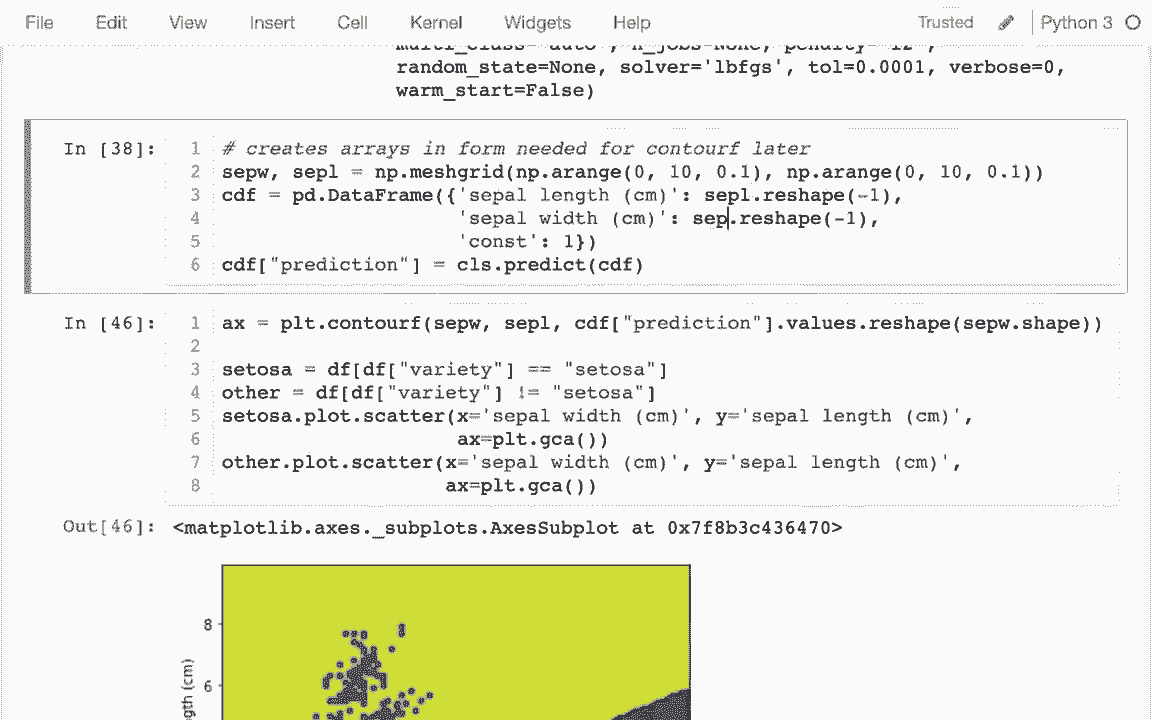 File Edit View Insert Cell Kernel Widgets Help Trusted Python 3
multi_class='auto', n_jobs=None, penalty='l2',
random_state=None, solver='lbfgs', tol=0.0001, verbose=0,
warm_start=False)
In [38]:
1 # creates arrays in form needed for contourf later
2 sepw, sepl = np.meshgrid(np.arange(0, 10, 0.1), np.arange(0, 10, 0.1))
3 cdf = pd.DataFrame({'sepal length (cm)': sepl.reshape(-1),
4 'sepal width (cm)': sep.reshape(-1),
5 'const': 1})
6 cdf["prediction"] = cls.predict(cdf)
In [46]:
1 ax = plt.contourf(sepw, sepl, cdf["prediction"].values.reshape(sepw.shape))
2
3 setosa = df[df["variety"] == "setosa"]
4 other = df[df["variety"] != "setosa"]
5 setosa.plot.scatter(x='sepal width (cm)', y='sepal length (cm)',
6 ax=plt.gca())
7 other.plot.scatter(x='sepal width (cm)', y='sepal length (cm)',
8 ax=plt.gca())
Out[46]: <matplotlib.axes._subplots.AxesSubplot at 0x7f8b3c436470>
8
6
(cm)